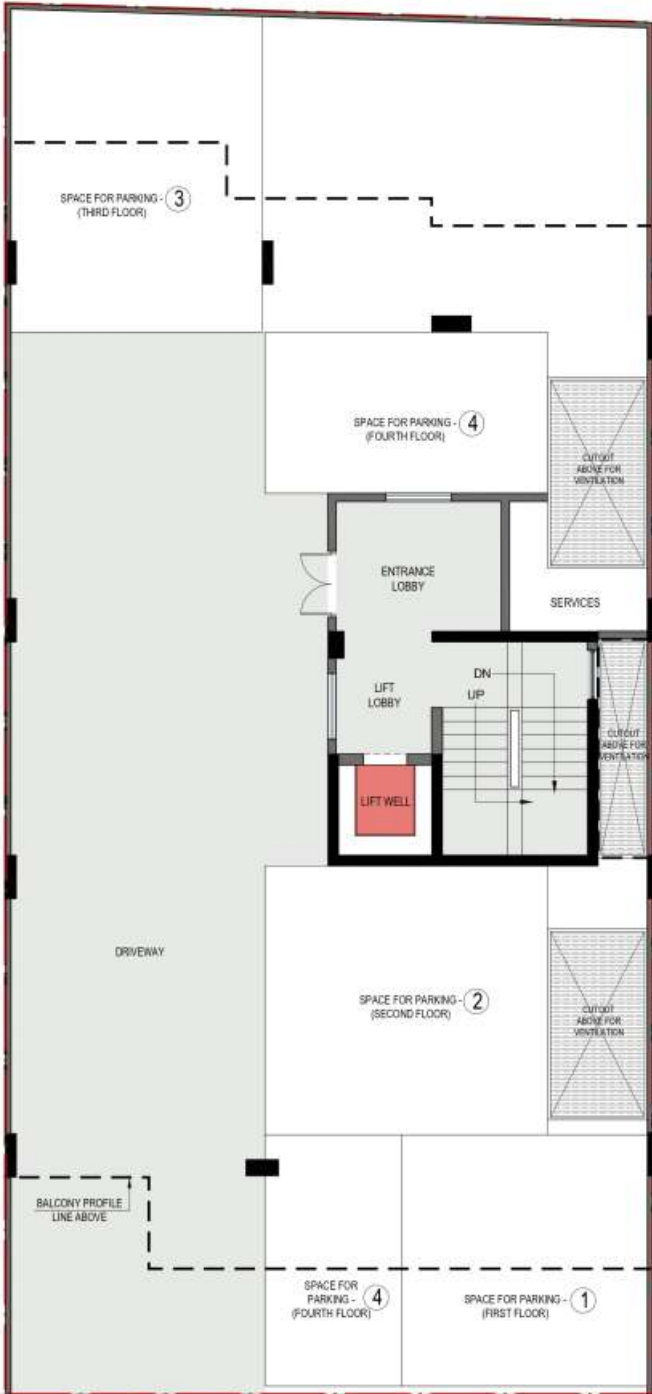 SPACE FOR PARKING - 3
(THIRD FLOOR)
SPACE FOR PARKING - 4
(FOURTH FLOOR)
CUTOUT
ABOVE FOR
VENTILATION
ENTRANCE
LOBBY
SERVICES
LIFT
LOBBY
DN
UP
CUTOUT
ABOVE FOR
VENTILATION
LIFT WELL
DRIVEWAY
SPACE FOR PARKING - 2
(SECOND FLOOR)
CUTOUT
ABOVE FOR
VENTILATION
BALCONY PROFILE
LINE ABOVE
SPACE FOR
PARKING - 4
(FOURTH FLOOR)
SPACE FOR PARKING - 1
(FIRST FLOOR)